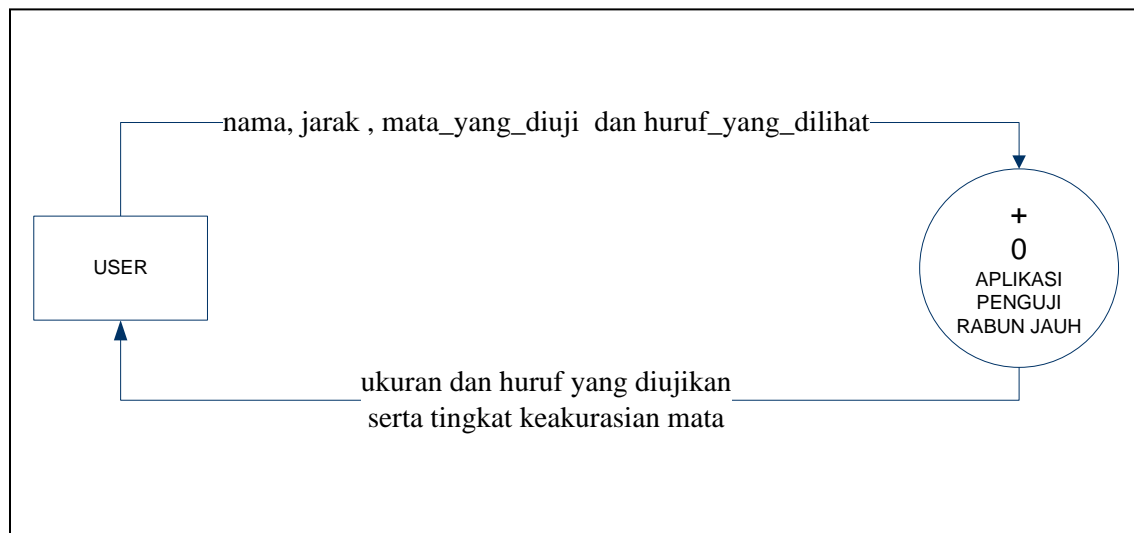 nama, jarak , mata_yang_diuji dan huruf_yang_dilihat
USER
+
0
APLIKASI
PENGUJI
RABUN JAUH
ukuran dan huruf yang diujikan
serta tingkat keakurasian mata